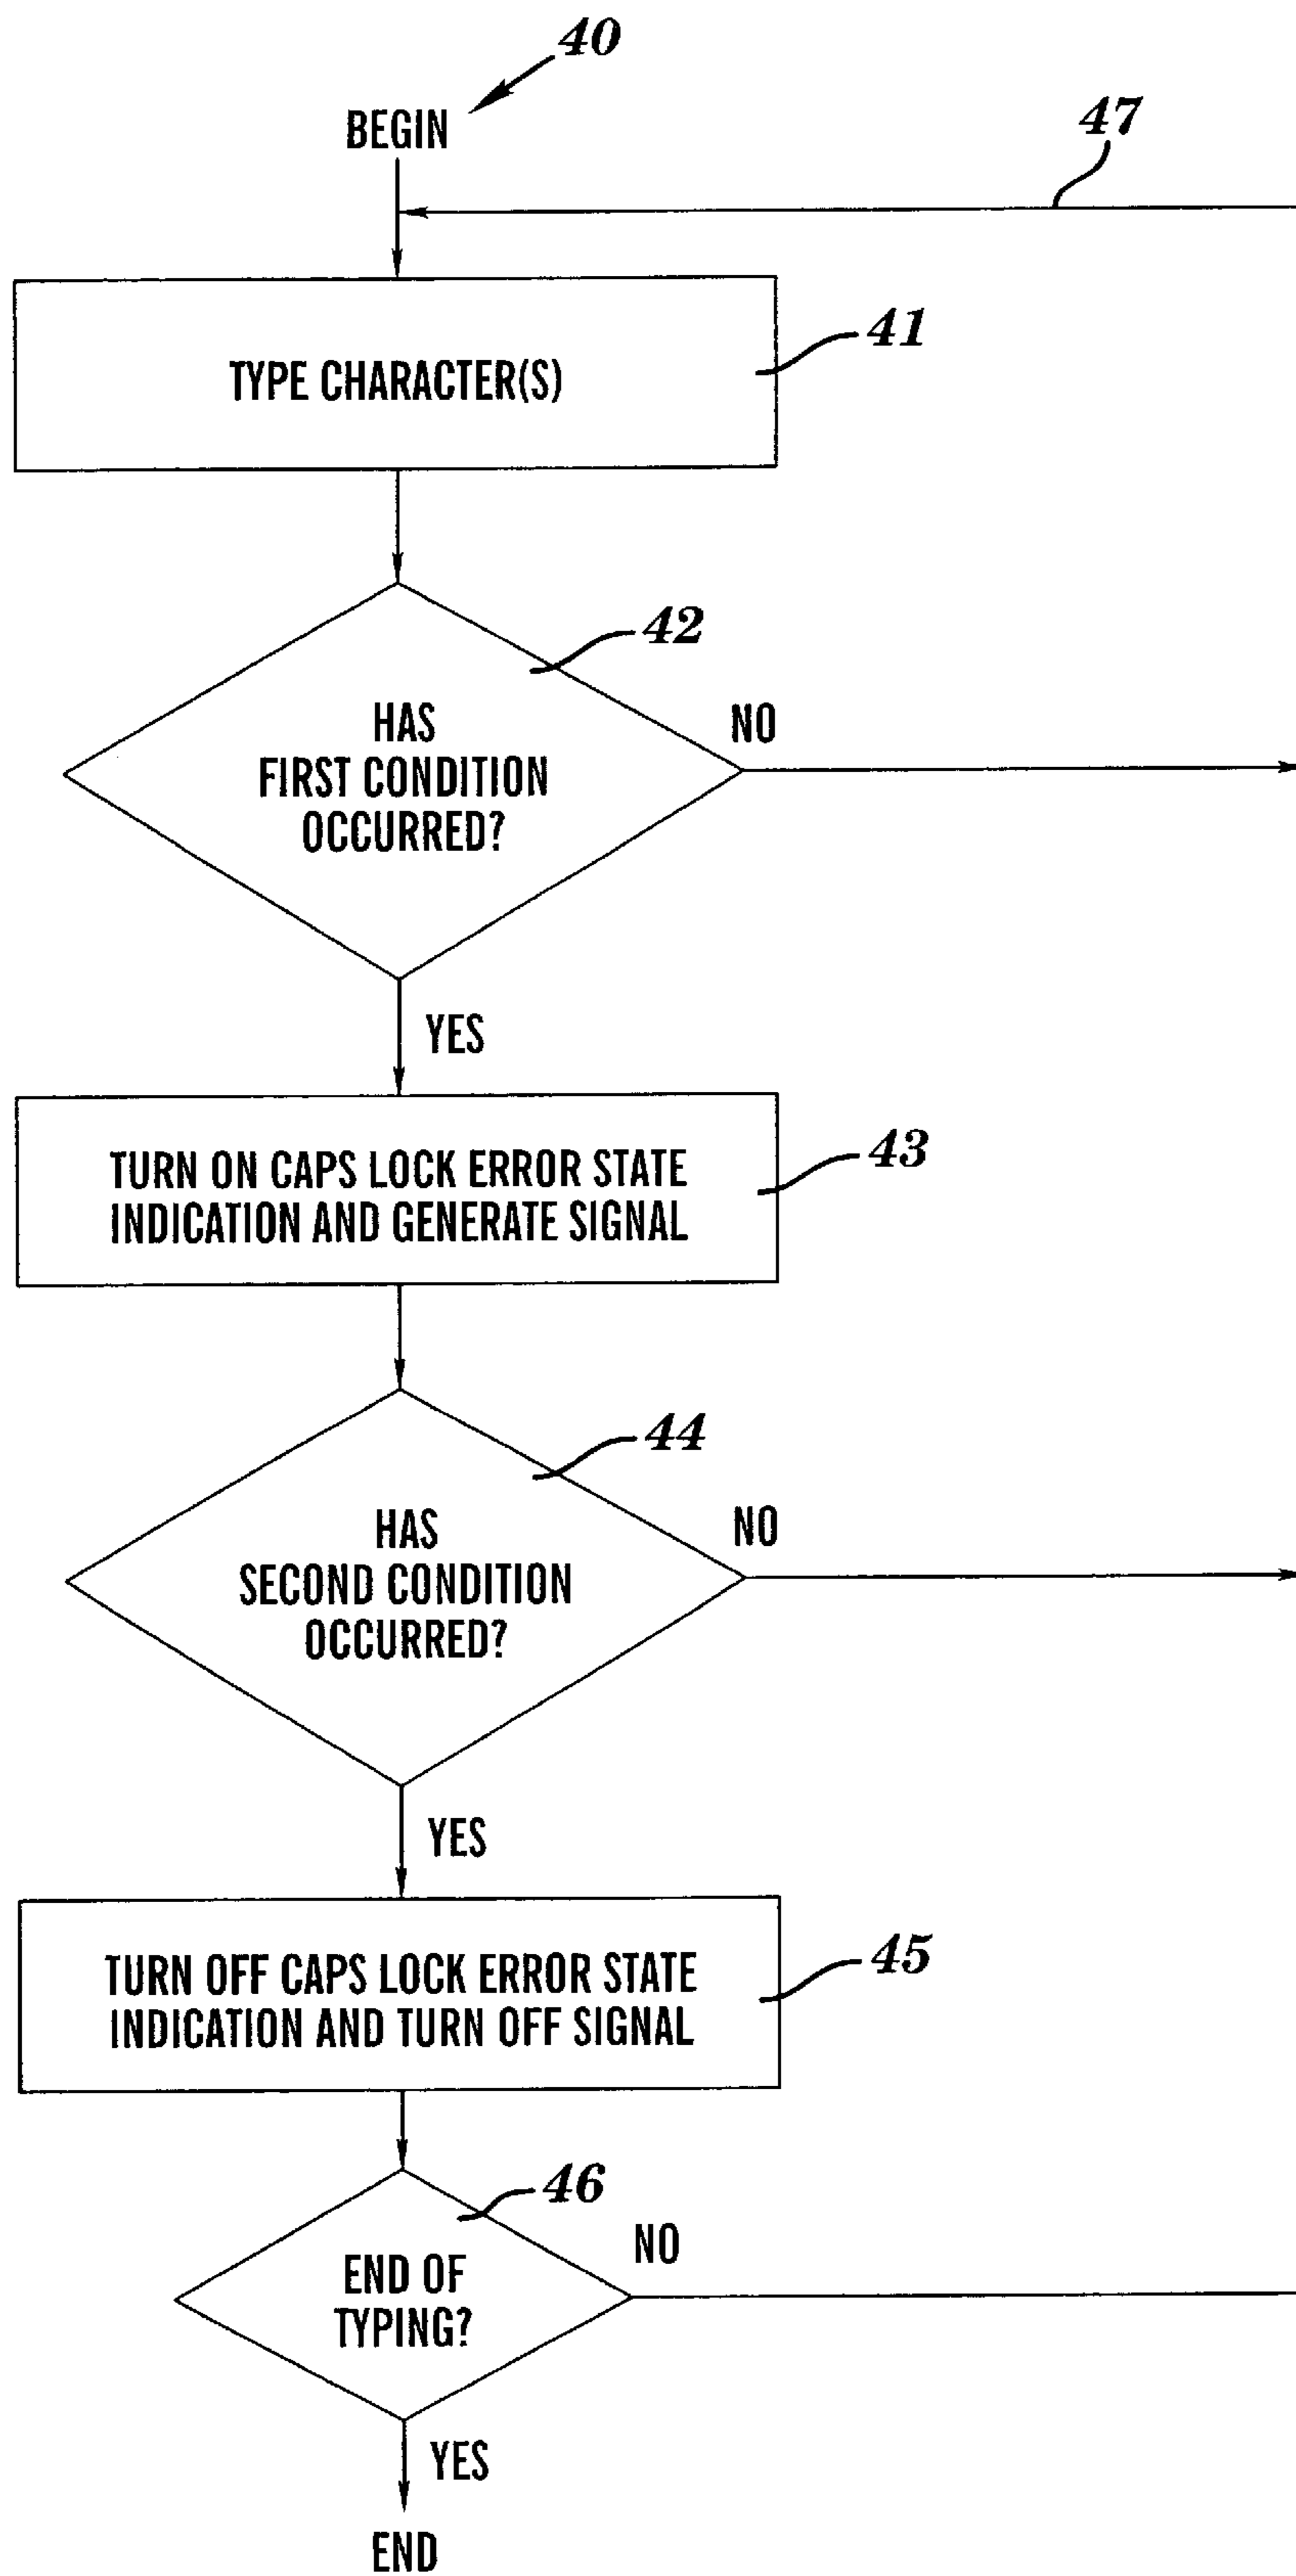 40
BEGIN
47
TYPE CHARACTER(S)
41
42
HAS
FIRST CONDITION
OCCURRED?
NO
YES
TURN ON CAPS LOCK ERROR STATE
INDICATION AND GENERATE SIGNAL
43
44
HAS
SECOND CONDITION
OCCURRED?
NO
YES
TURN OFF CAPS LOCK ERROR STATE
INDICATION AND TURN OFF SIGNAL
45
46
END OF
TYPING?
NO
YES
END